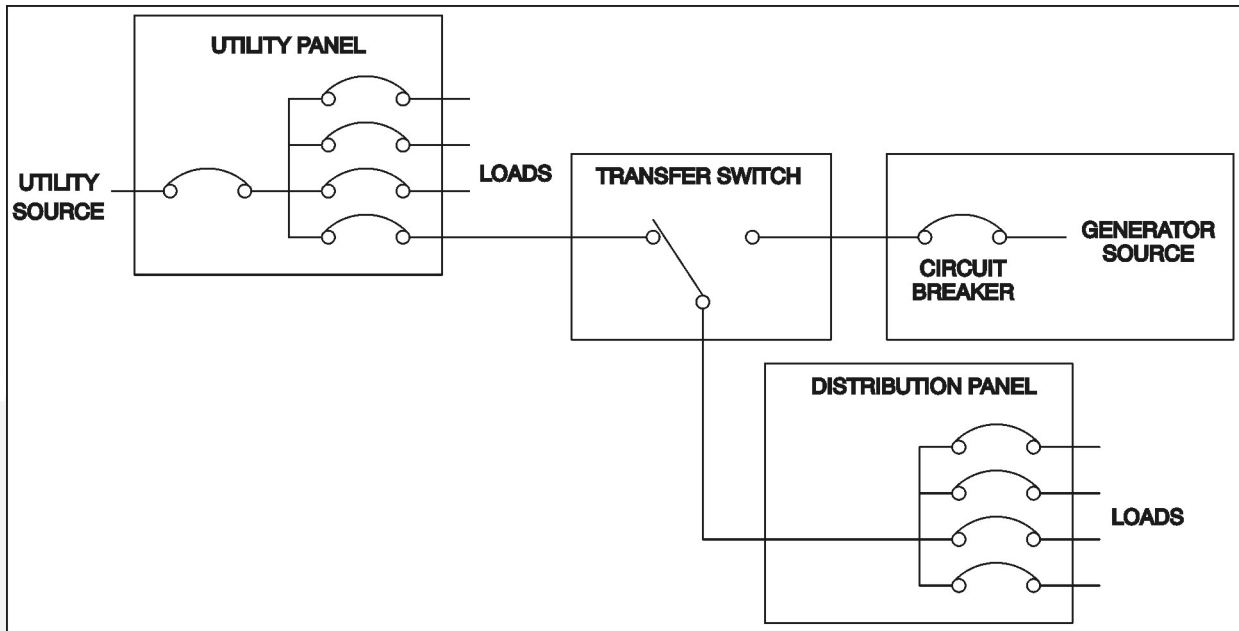 UTILITY PANEL
UTILITY
SOURCE
LOADS
TRANSFER SWITCH
GENERATOR
SOURCE
CIRCUIT
BREAKER
DISTRIBUTION PANEL
LOADS